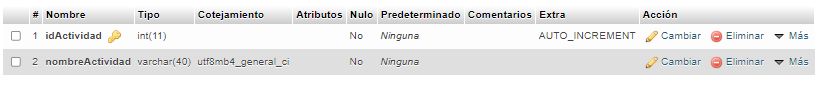 # Nombre Tipo Cotejamiento Atributos Nulo Predeterminado Comentarios Extra Acción
1 idActividad int(11) No Ninguna AUTO_INCREMENT Cambiar Eliminar Más
2 nombreActividad varchar(40) utf8mb4_general_ci No Ninguna Cambiar Eliminar Más